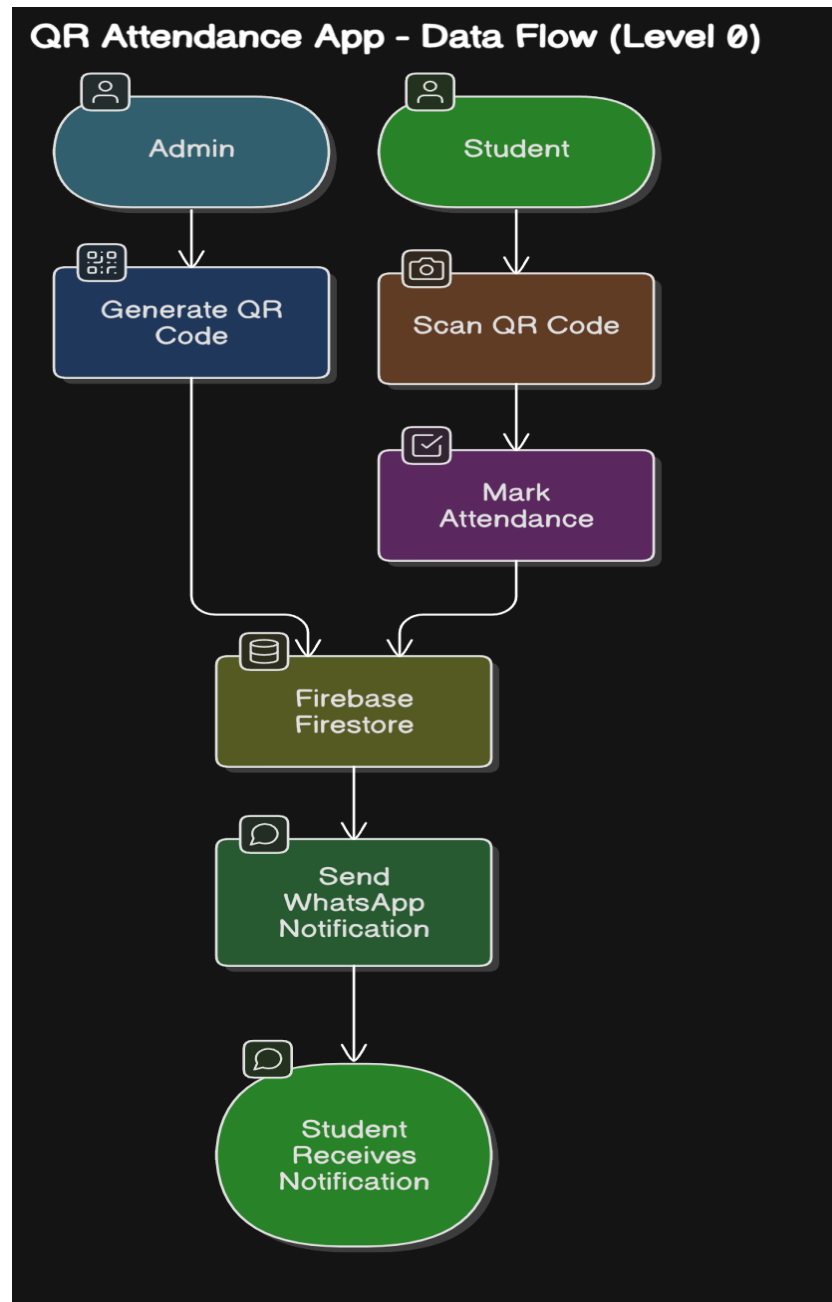 QR Attendance App - Data Flow (Level 0)
Admin
Student
Generate QR
Code
Scan QR Code
Mark
Attendance
Firebase
Firestore
Send
WhatsApp
Notification
Student
Receives
Notification